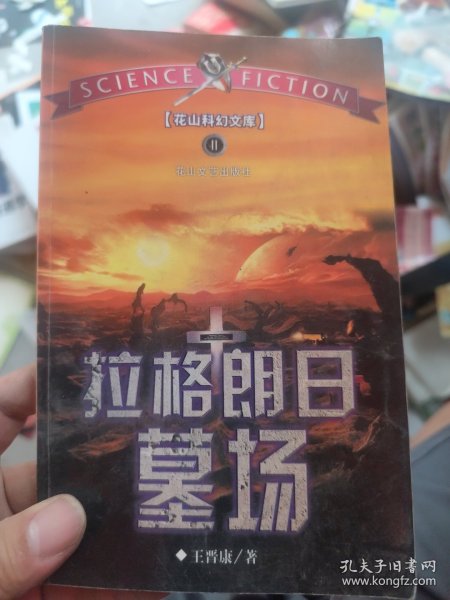 SCIENCE FICTION
【花山科幻文库】
II
花山文艺出版社
拉格朗日
墓场
◆王晋康/著
孔夫子旧书网
www.kongfz.com